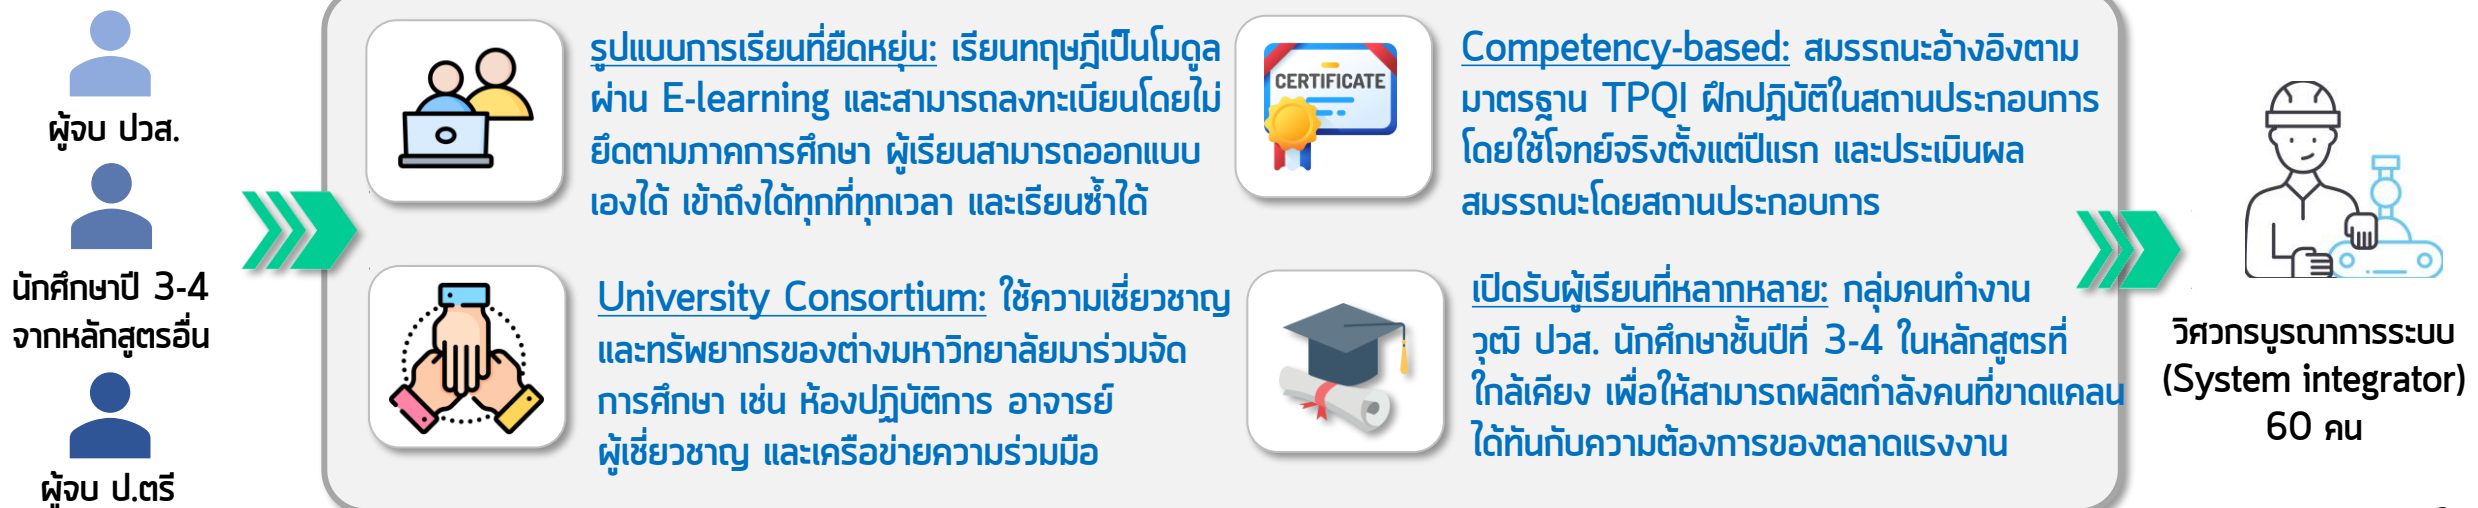 ผู้จบ ปวส.
นักศึกษาปี 3-4
จากหลักสูตรอื่น
ผู้จบ ป.ตรี
รูปแบบการเรียนที่ยืดหยุ่น: เรียนทฤษฎีเป็นโมดูล
ผ่าน E-learning และสามารถลงทะเบียนโดยไม่
ยึดตามภาคการศึกษา ผู้เรียนสามารถออกแบบ
เองได้ เข้าถึงได้ทุกที่ทุกเวลา และเรียนซ้ำได้
CERTIFICATE
Competency-based: สมรรถนะอ้างอิงตาม
มาตรฐาน TPQI ฝึกปฏิบัติในสถานประกอบการ
โดยใช้โจทย์จริงตั้งแต่ปีแรก และประเมินผล
สมรรถนะโดยสถานประกอบการ
University Consortium: ใช้ความเชี่ยวชาญ
และทรัพยากรของต่างมหาวิทยาลัยมาร่วมจัด
การศึกษา เช่น ห้องปฏิบัติการ อาจารย์
ผู้เชี่ยวชาญ และเครือข่ายความร่วมมือ
เปิดรับผู้เรียนที่หลากหลาย: กลุ่มคนทำงาน
วุฒิ ปวส. นักศึกษาชั้นปีที่ 3-4 ในหลักสูตรที่
ใกล้เคียง เพื่อให้สามารถผลิตกำลังคนที่ขาดแคลน
ได้ทันกับความต้องการของตลาดแรงงาน
วิศวกรบูรณาการระบบ
(System integrator)
60 คน